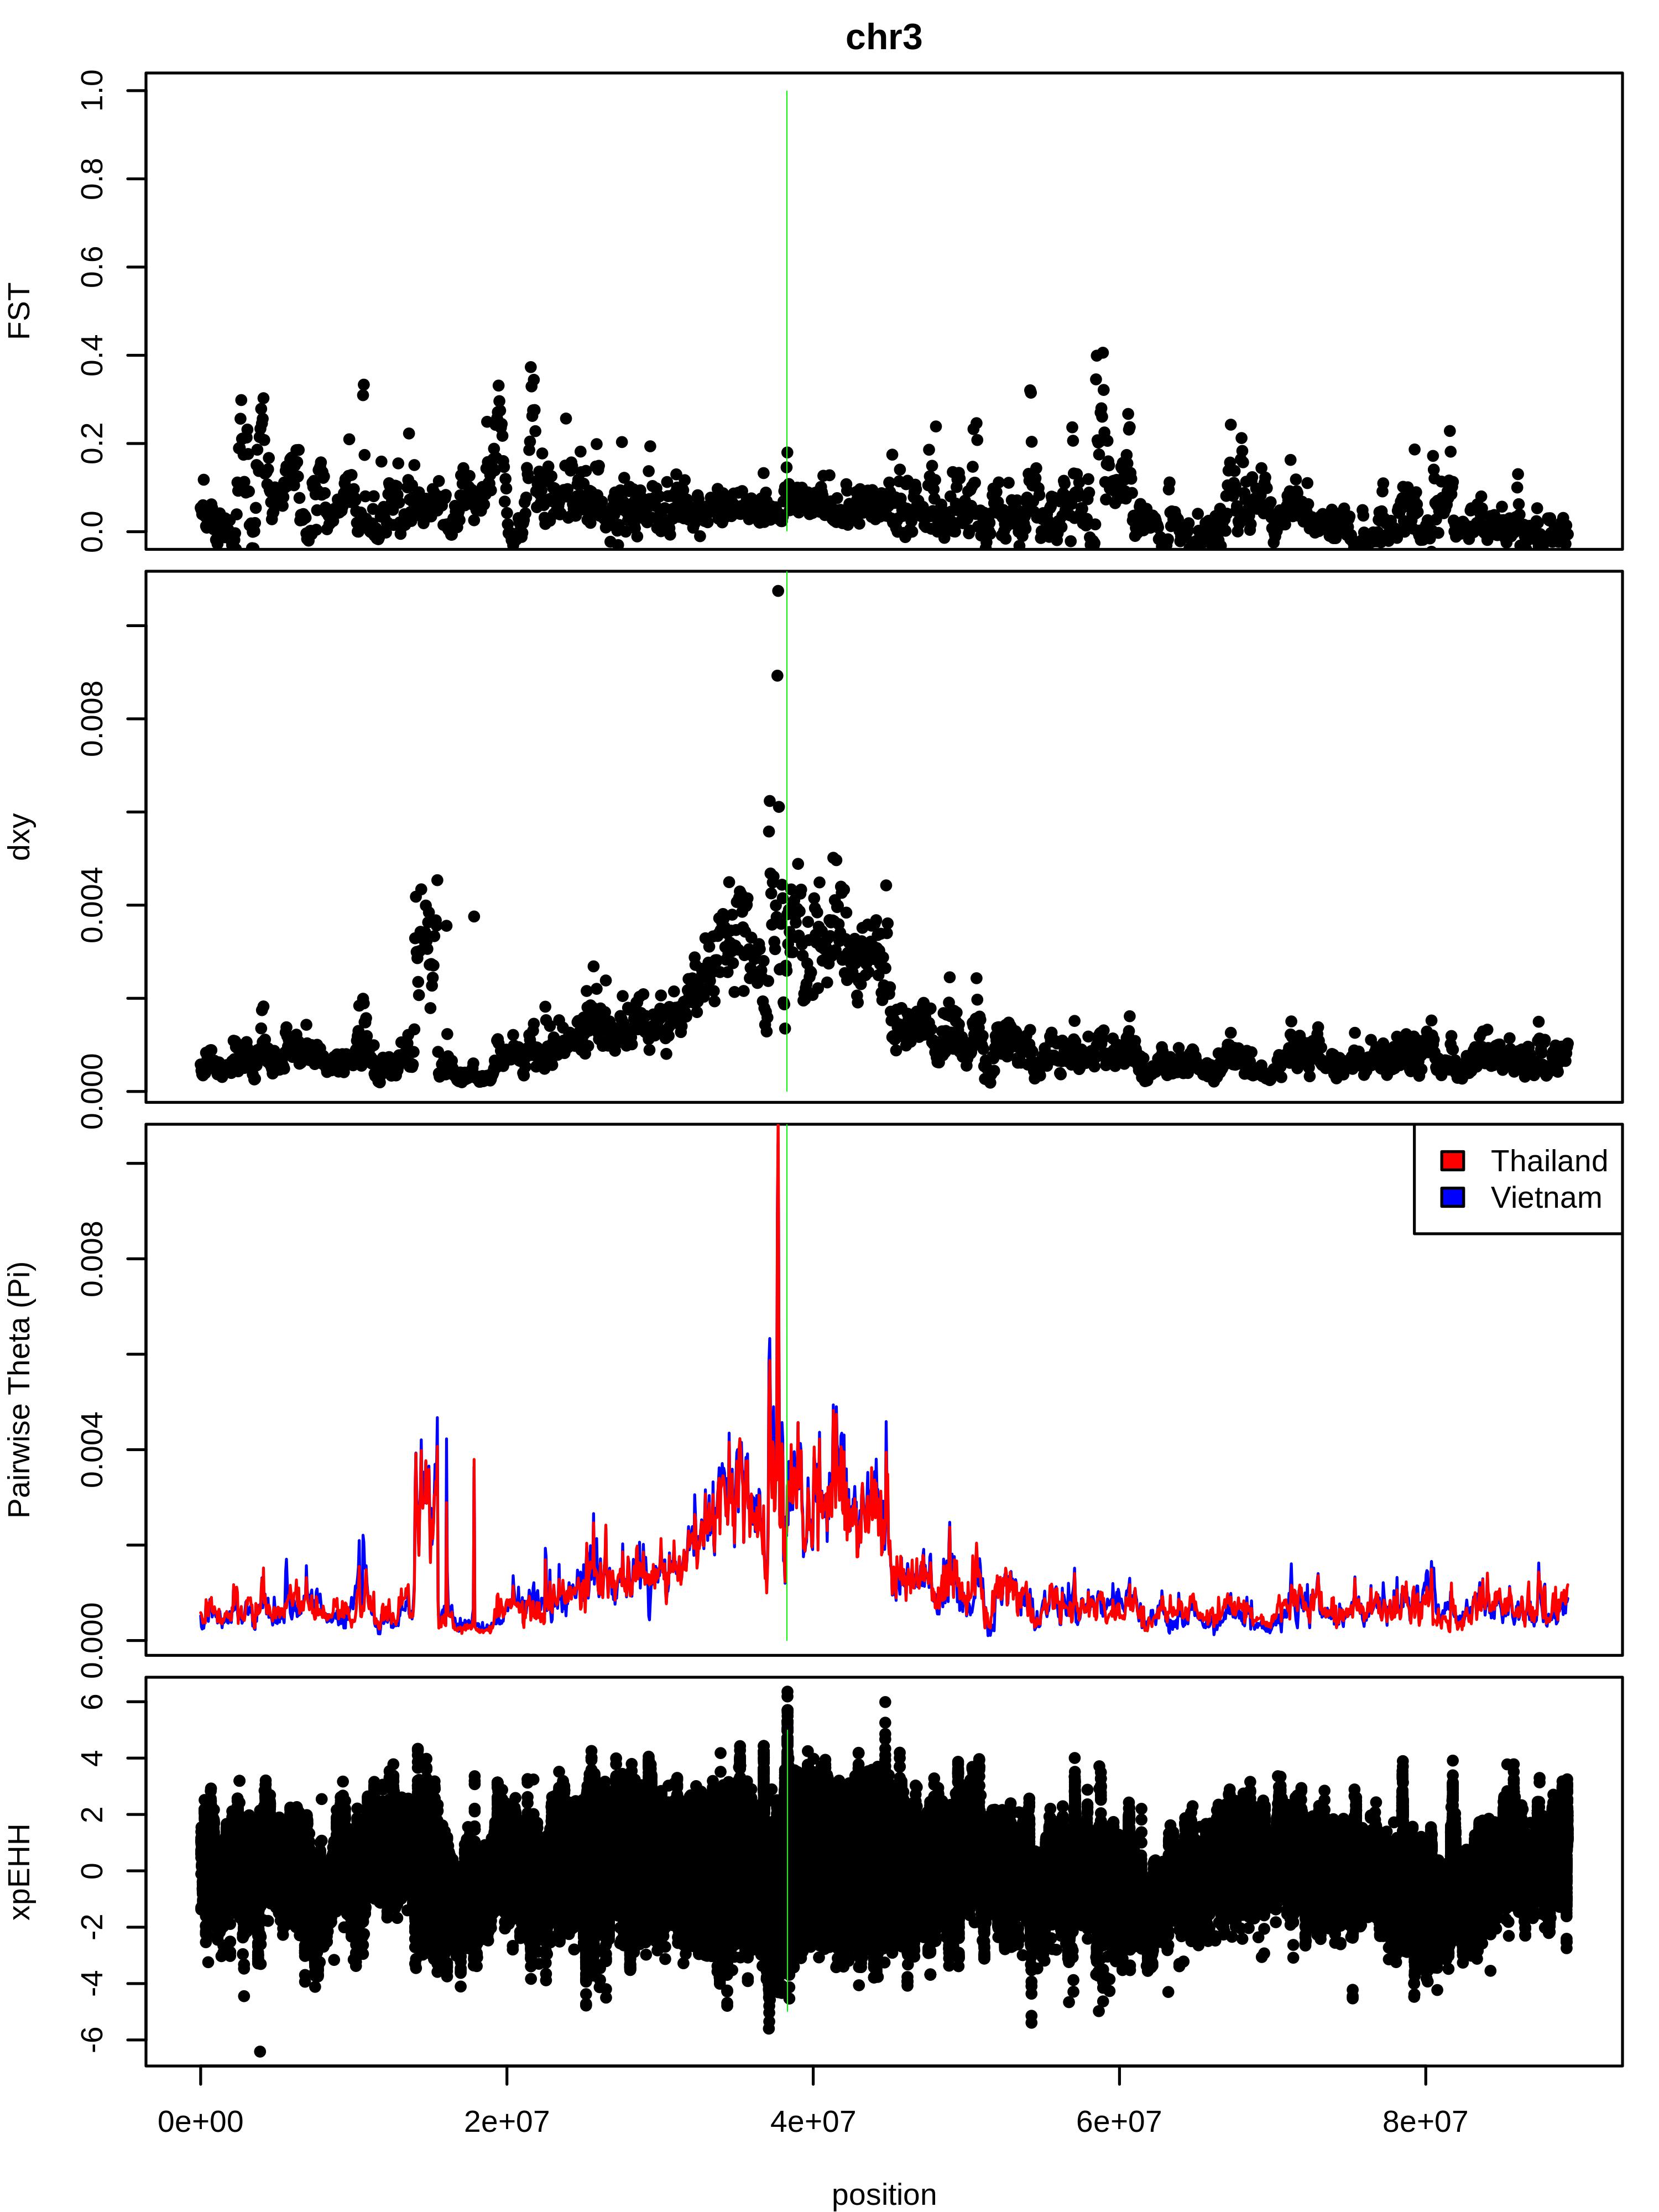 chr3
FST
0.0 0.2 0.4 0.6 0.8 1.0
dxy
0.000 0.004 0.008
Pairwise Theta (Pi)
0.000 0.004 0.008
Thailand
Vietnam
xpEHH
-6 -4 -2 0 2 4 6
0e+00 2e+07 4e+07 6e+07 8e+07
position